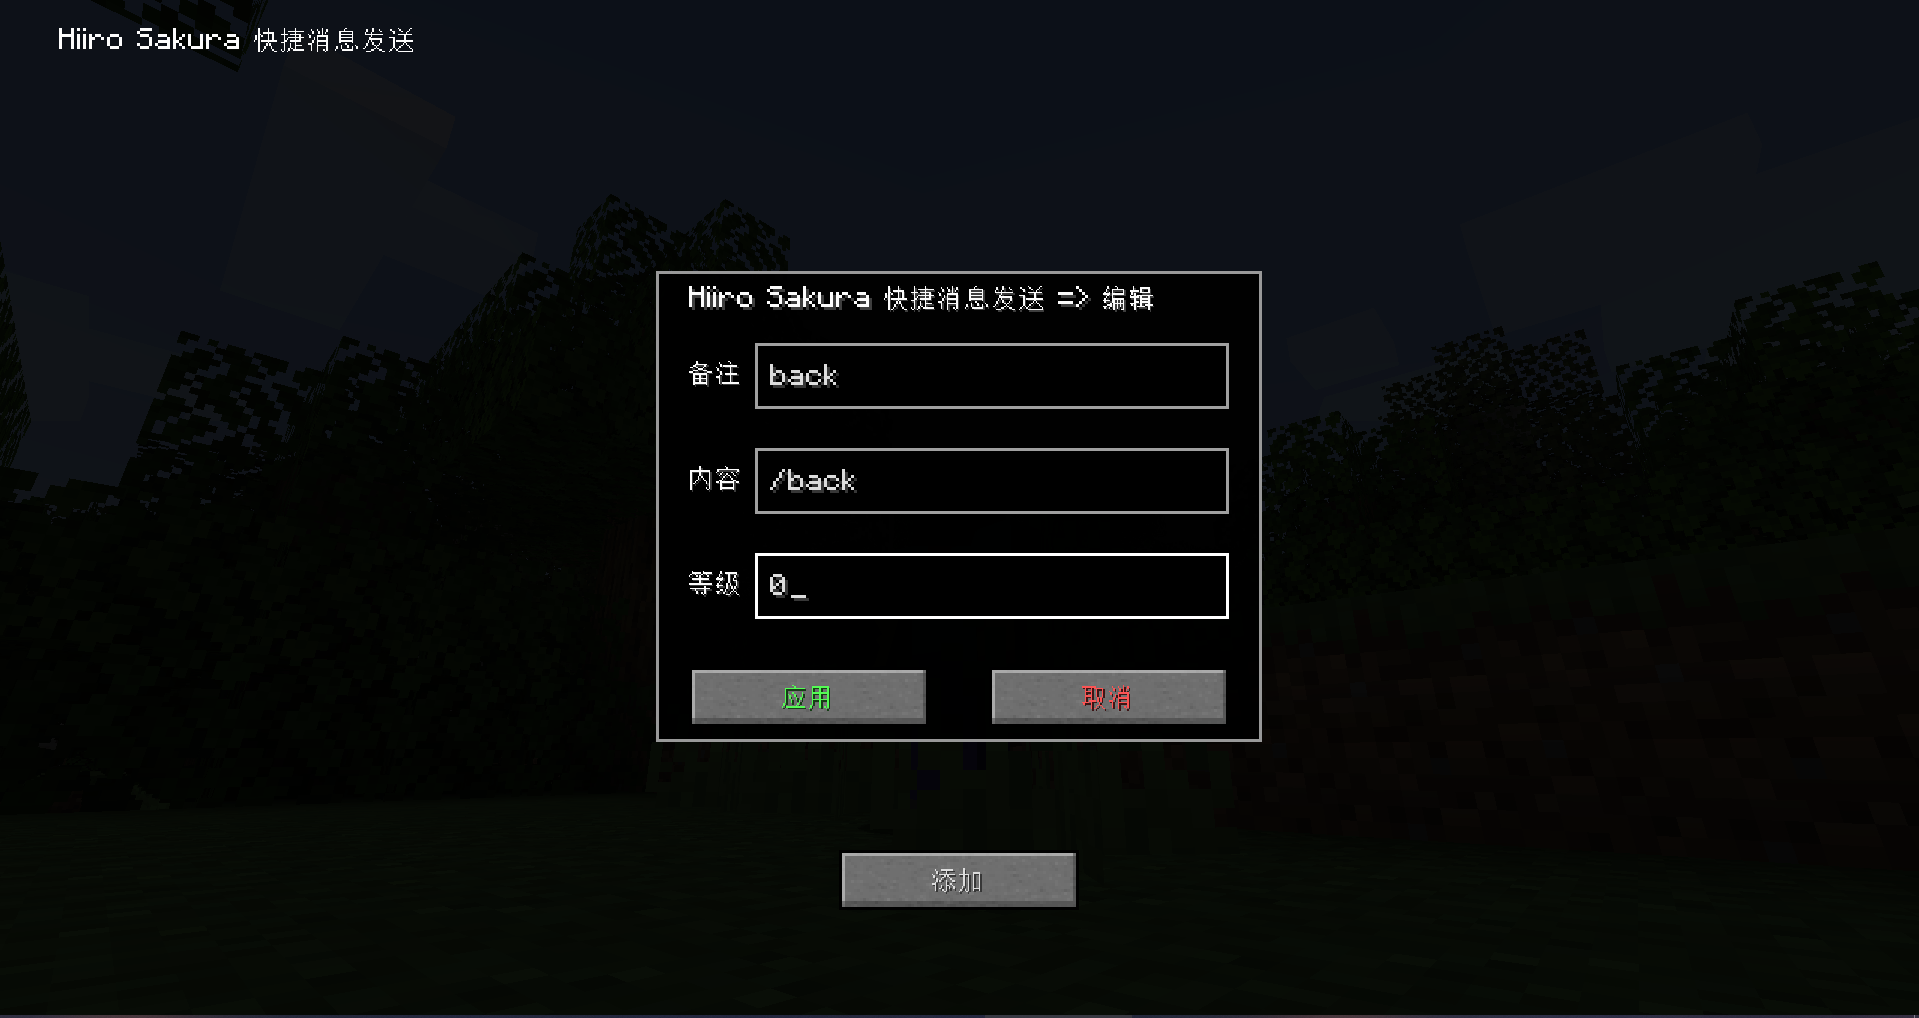 Hiiro Sakura 快捷消息发送
Hiiro Sakura 快捷消息发送 => 编辑
备注 back
内容 /back
等级 0_
应用 取消
添加